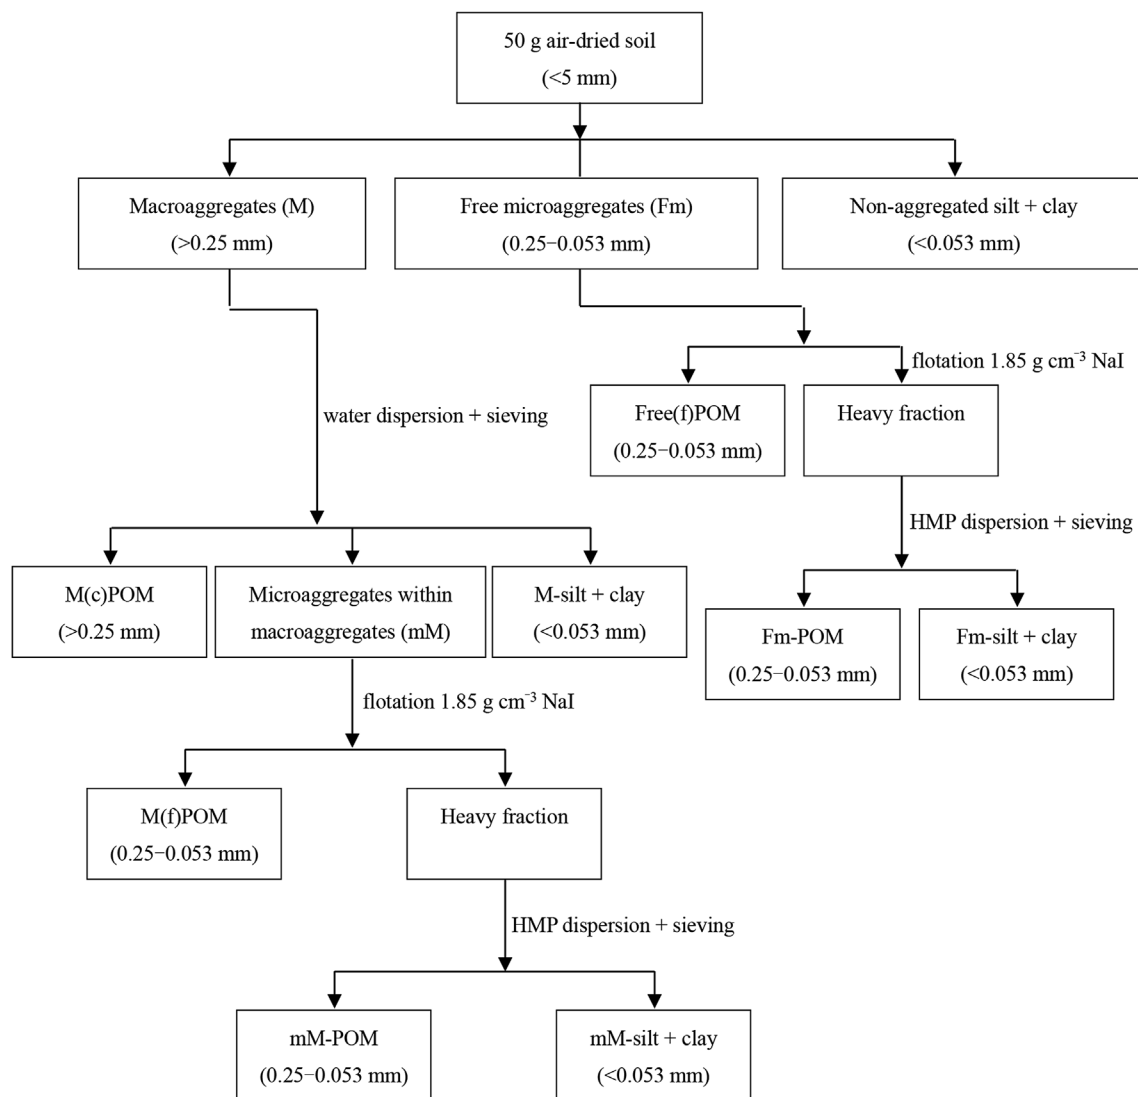 50 g air-dried soil
(<5 mm)
Macroaggregates (M)
(>0.25 mm)
Free microaggregates (Fm)
(0.25−0.053 mm)
Non-aggregated silt + clay
(<0.053 mm)
flotation 1.85 g cm⁻³ NaI
Free(f)POM
(0.25−0.053 mm)
Heavy fraction
water dispersion + sieving
HMP dispersion + sieving
M(c)POM
(>0.25 mm)
Microaggregates within
macroaggregates (mM)
M-silt + clay
(<0.053 mm)
Fm-POM
(0.25−0.053 mm)
Fm-silt + clay
(<0.053 mm)
flotation 1.85 g cm⁻³ NaI
M(f)POM
(0.25−0.053 mm)
Heavy fraction
HMP dispersion + sieving
mM-POM
(0.25−0.053 mm)
mM-silt + clay
(<0.053 mm)